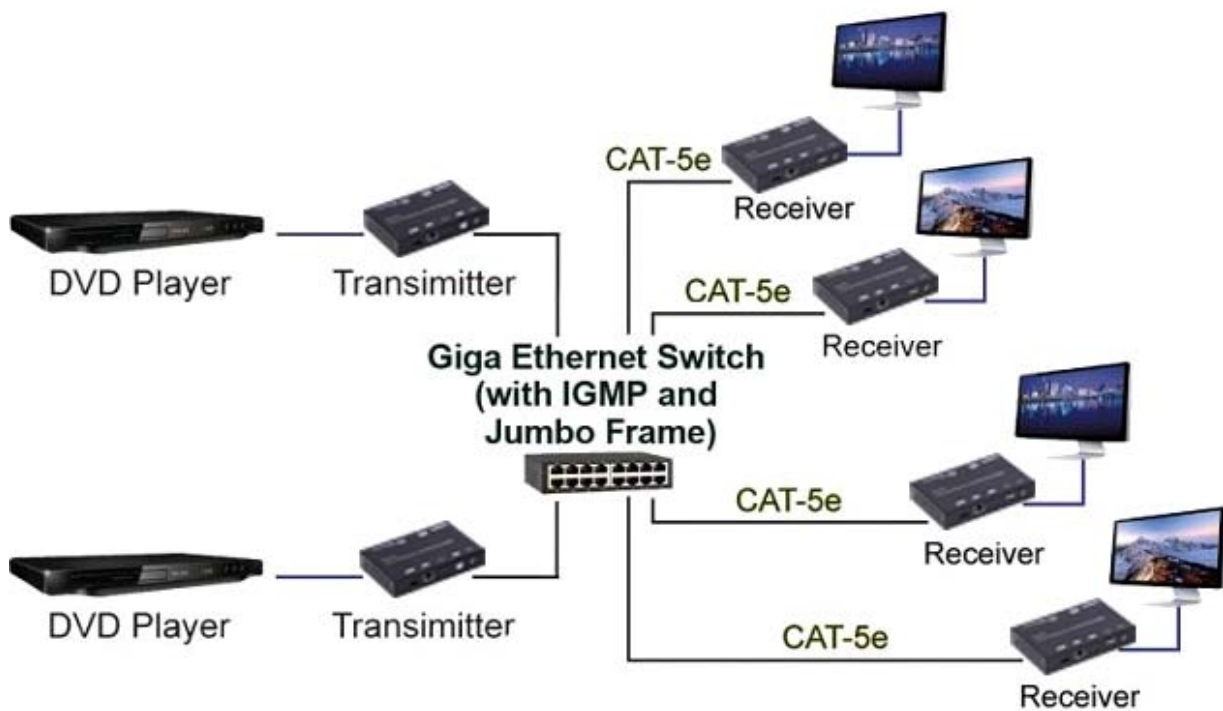 CAT-5e
Receiver
DVD Player
Transimitter
CAT-5e
Receiver
Giga Ethernet Switch
(with IGMP and
Jumbo Frame)
CAT-5e
Receiver
DVD Player
Transimitter
CAT-5e
Receiver